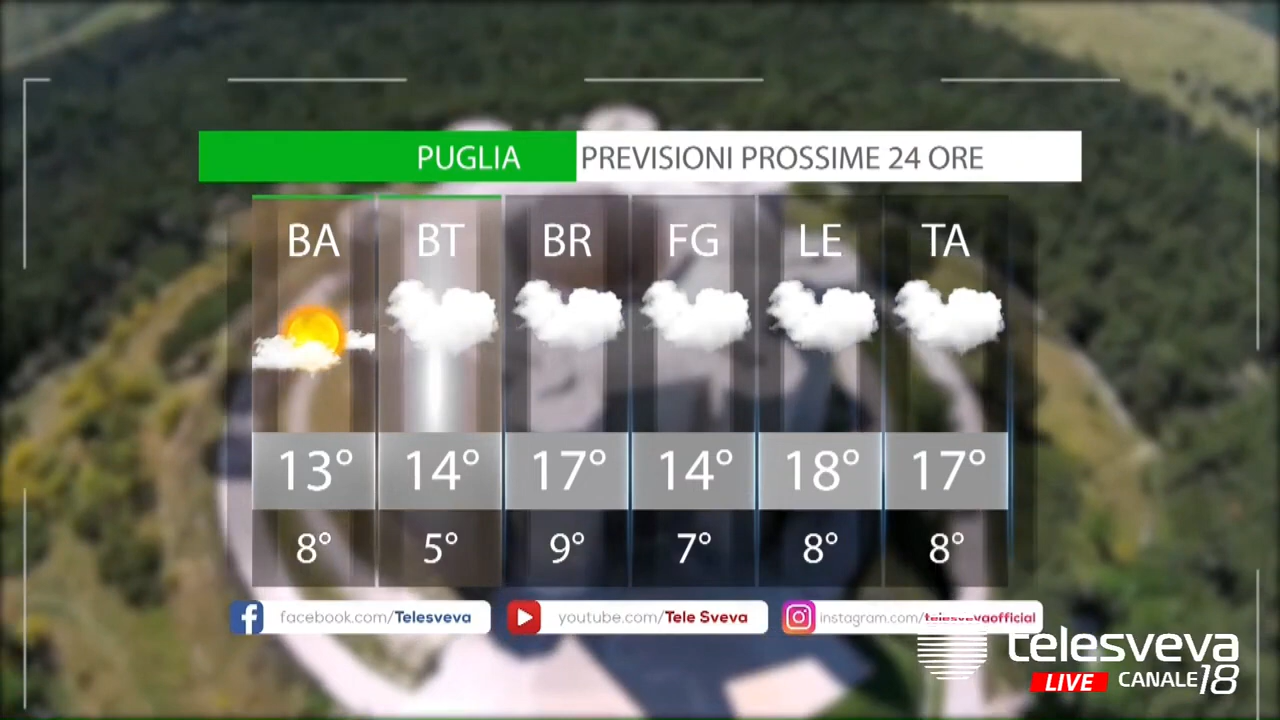 PUGLIA PREVISIONI PROSSIME 24 ORE
BA BT BR FG LE TA
13° 14° 17° 14° 18° 17°
8° 5° 9° 7° 8° 8°
facebook.com/Telesveva youtube.com/Tele Sveva instagram.com/telesvevaofficial
telesveva
LIVE CANALE 18